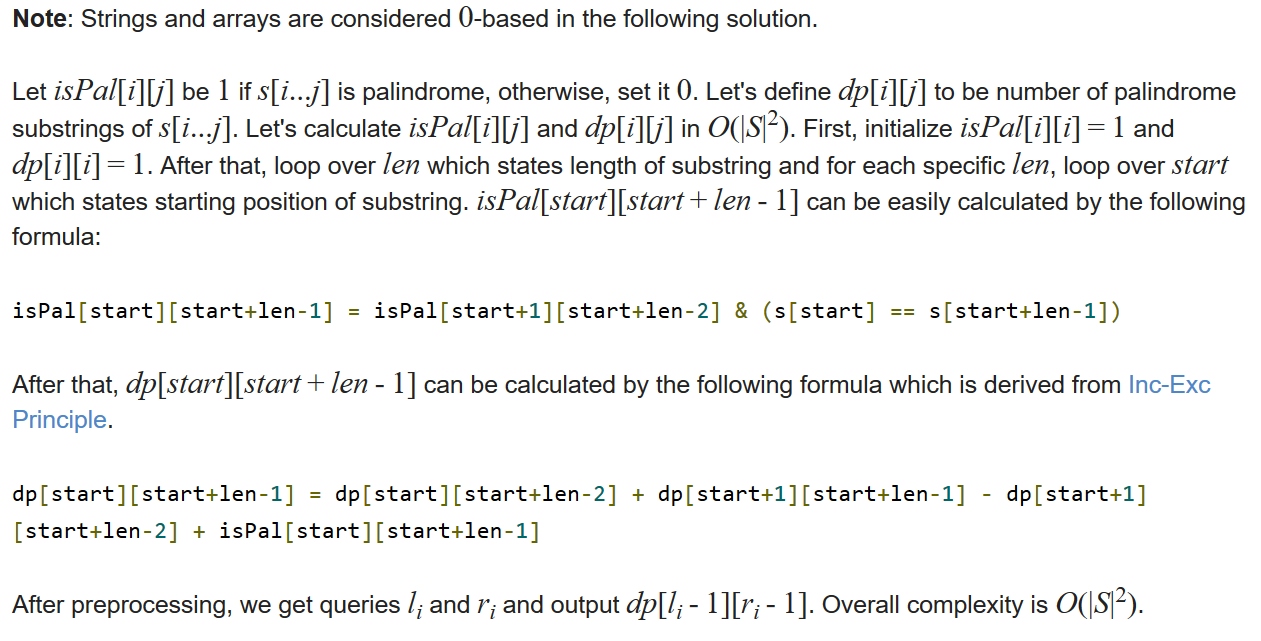 Note: Strings and arrays are considered 0-based in the following solution.
Let isPal[i][j] be 1 if s[i...j] is palindrome, otherwise, set it 0. Let's define dp[i][j] to be number of palindrome
substrings of s[i...j]. Let's calculate isPal[i][j] and dp[i][j] in O(|S|²). First, initialize isPal[i][i] = 1 and
dp[i][i] = 1. After that, loop over len which states length of substring and for each specific len, loop over start
which states starting position of substring. isPal[start][start + len - 1] can be easily calculated by the following
formula:
isPal[start][start+len-1] = isPal[start+1][start+len-2] & (s[start] == s[start+len-1])
After that, dp[start][start + len - 1] can be calculated by the following formula which is derived from Inc-Exc
Principle.
dp[start][start+len-1] = dp[start][start+len-2] + dp[start+1][start+len-1] - dp[start+1]
[start+len-2] + isPal[start][start+len-1]
After preprocessing, we get queries lᵢ and rᵢ and output dp[lᵢ - 1][rᵢ - 1]. Overall complexity is O(|S|²).